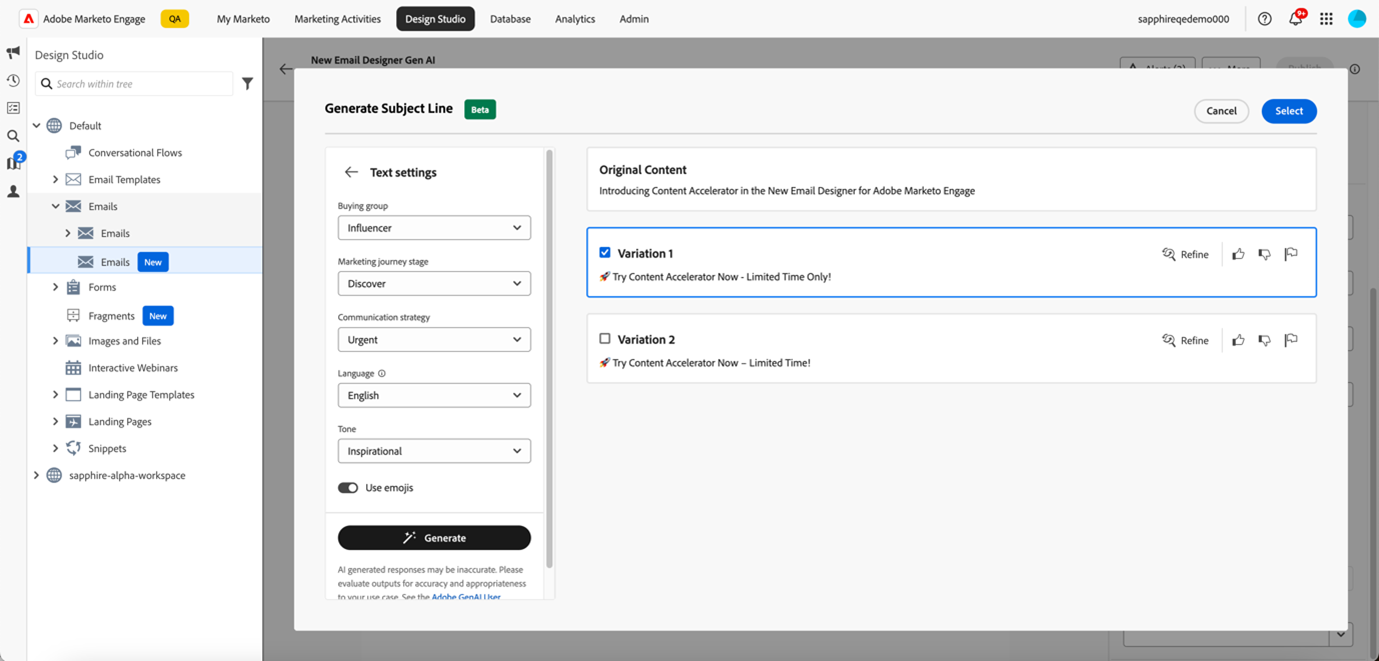 Adobe Marketo Engage QA My Marketo Marketing Activities Design Studio Database Analytics Admin sapphireqedemo000 9+
Design Studio
Search within tree
2
Default
Conversational Flows
Email Templates
Emails
Emails
Emails New
Forms
Fragments New
Images and Files
Interactive Webinars
Landing Page Templates
Landing Pages
Snippets
sapphire-alpha-workspace
New Email Designer Gen AI
Publish
Generate Subject Line Beta
Cancel Select
Text settings
Buying group
Influencer
Marketing journey stage
Discover
Communication strategy
Urgent
Language
English
Tone
Inspirational
Use emojis
Generate
AI generated responses may be inaccurate. Please
evaluate outputs for accuracy and appropriateness
to your use case. See the Adobe GenAI User
Original Content
Introducing Content Accelerator in the New Email Designer for Adobe Marketo Engage
Variation 1 Refine
🚀 Try Content Accelerator Now - Limited Time Only!
Variation 2 Refine
🚀 Try Content Accelerator Now – Limited Time!